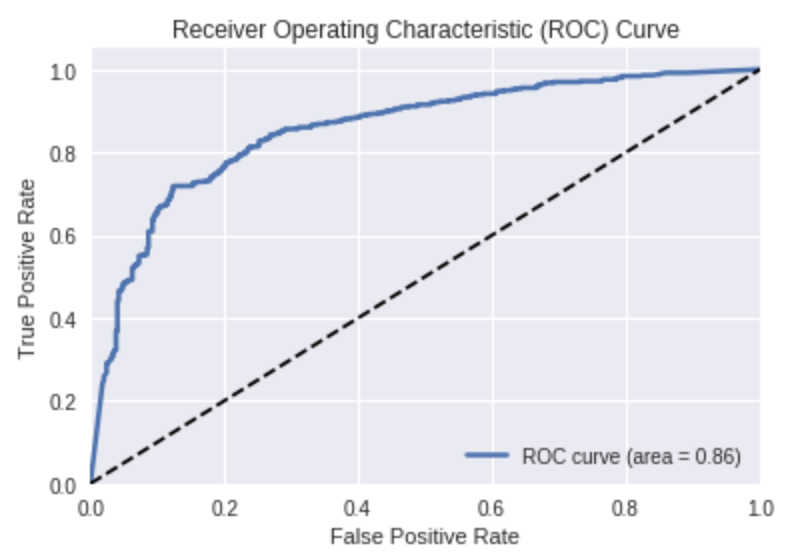 Receiver Operating Characteristic (ROC) Curve
True Positive Rate
1.0
0.8
0.6
0.4
0.2
0.0
ROC curve (area = 0.86)
0.0 0.2 0.4 0.6 0.8 1.0
False Positive Rate